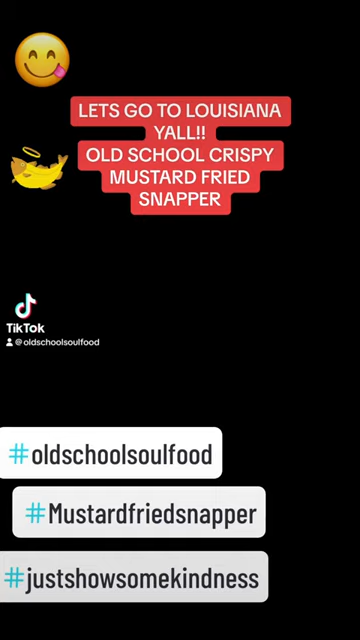 LETS GO TO LOUISIANA
YALL!!
OLD SCHOOL CRISPY
MUSTARD FRIED
SNAPPER
TikTok
@oldschoolsoulfood
#oldschoolsoulfood
#Mustardfriedsnapper
#justshowsomekindness